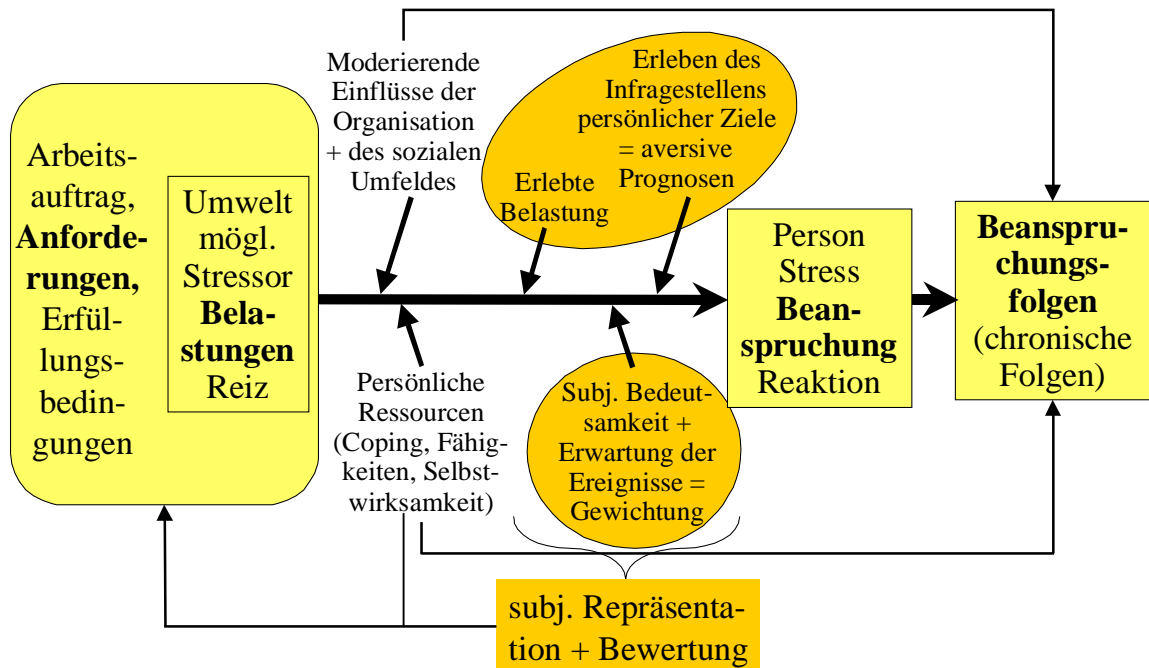 Arbeits-
auftrag,
Anforde-
rungen,
Erfül-
lungs-
bedin-
gungen
Umwelt
mögl.
Stressor
Bela-
stungen
Reiz
Moderierende
Einflüsse der
Organisation
+ des sozialen
Umfeldes
Persönliche
Ressourcen
(Coping, Fähig-
keiten, Selbst-
wirksamkeit)
Erlebte
Belastung
Erleben des
Infragestellens
persönlicher Ziele
= aversive
Prognosen
Subj. Bedeut-
samkeit +
Erwartung der
Ereignisse =
Gewichtung
subj. Repräsenta-
tion + Bewertung
Person
Stress
Bean-
spruchung
Reaktion
Beanspru-
chungs-
folgen
(chronische
Folgen)